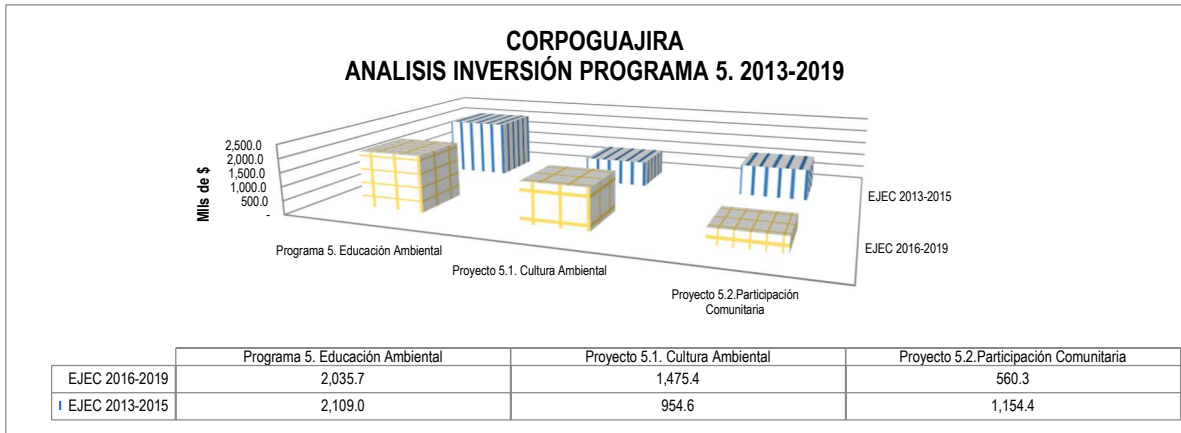 CORPOGUAJIRA
ANALISIS INVERSIÓN PROGRAMA 5. 2013-2019
Mlls de $
2,500.0
2,000.0
1,500.0
1,000.0
500.0
-
EJEC 2013-2015
EJEC 2016-2019
Programa 5. Educación Ambiental
Proyecto 5.1. Cultura Ambiental
Proyecto 5.2.Participación
Comunitaria
Programa 5. Educación Ambiental Proyecto 5.1. Cultura Ambiental Proyecto 5.2.Participación Comunitaria
EJEC 2016-2019 2,035.7 1,475.4 560.3
EJEC 2013-2015 2,109.0 954.6 1,154.4